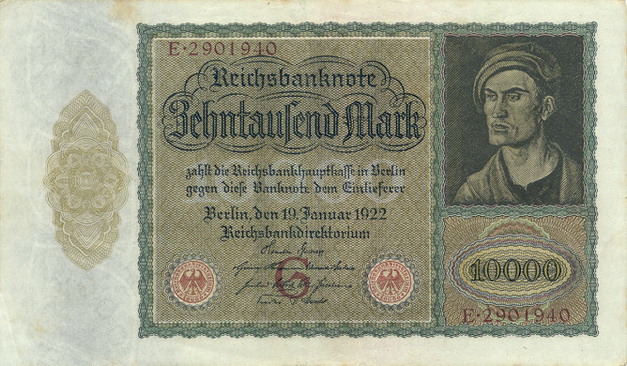 E·2901940
Reichsbanknote
Zehntausend Mark
zahlt die Reichsbankhauptkasse in Berlin
gegen diese Banknote dem Einlieferer
Berlin, den 19. Januar 1922
Reichsbankdirektorium
G
10000
E·2901940